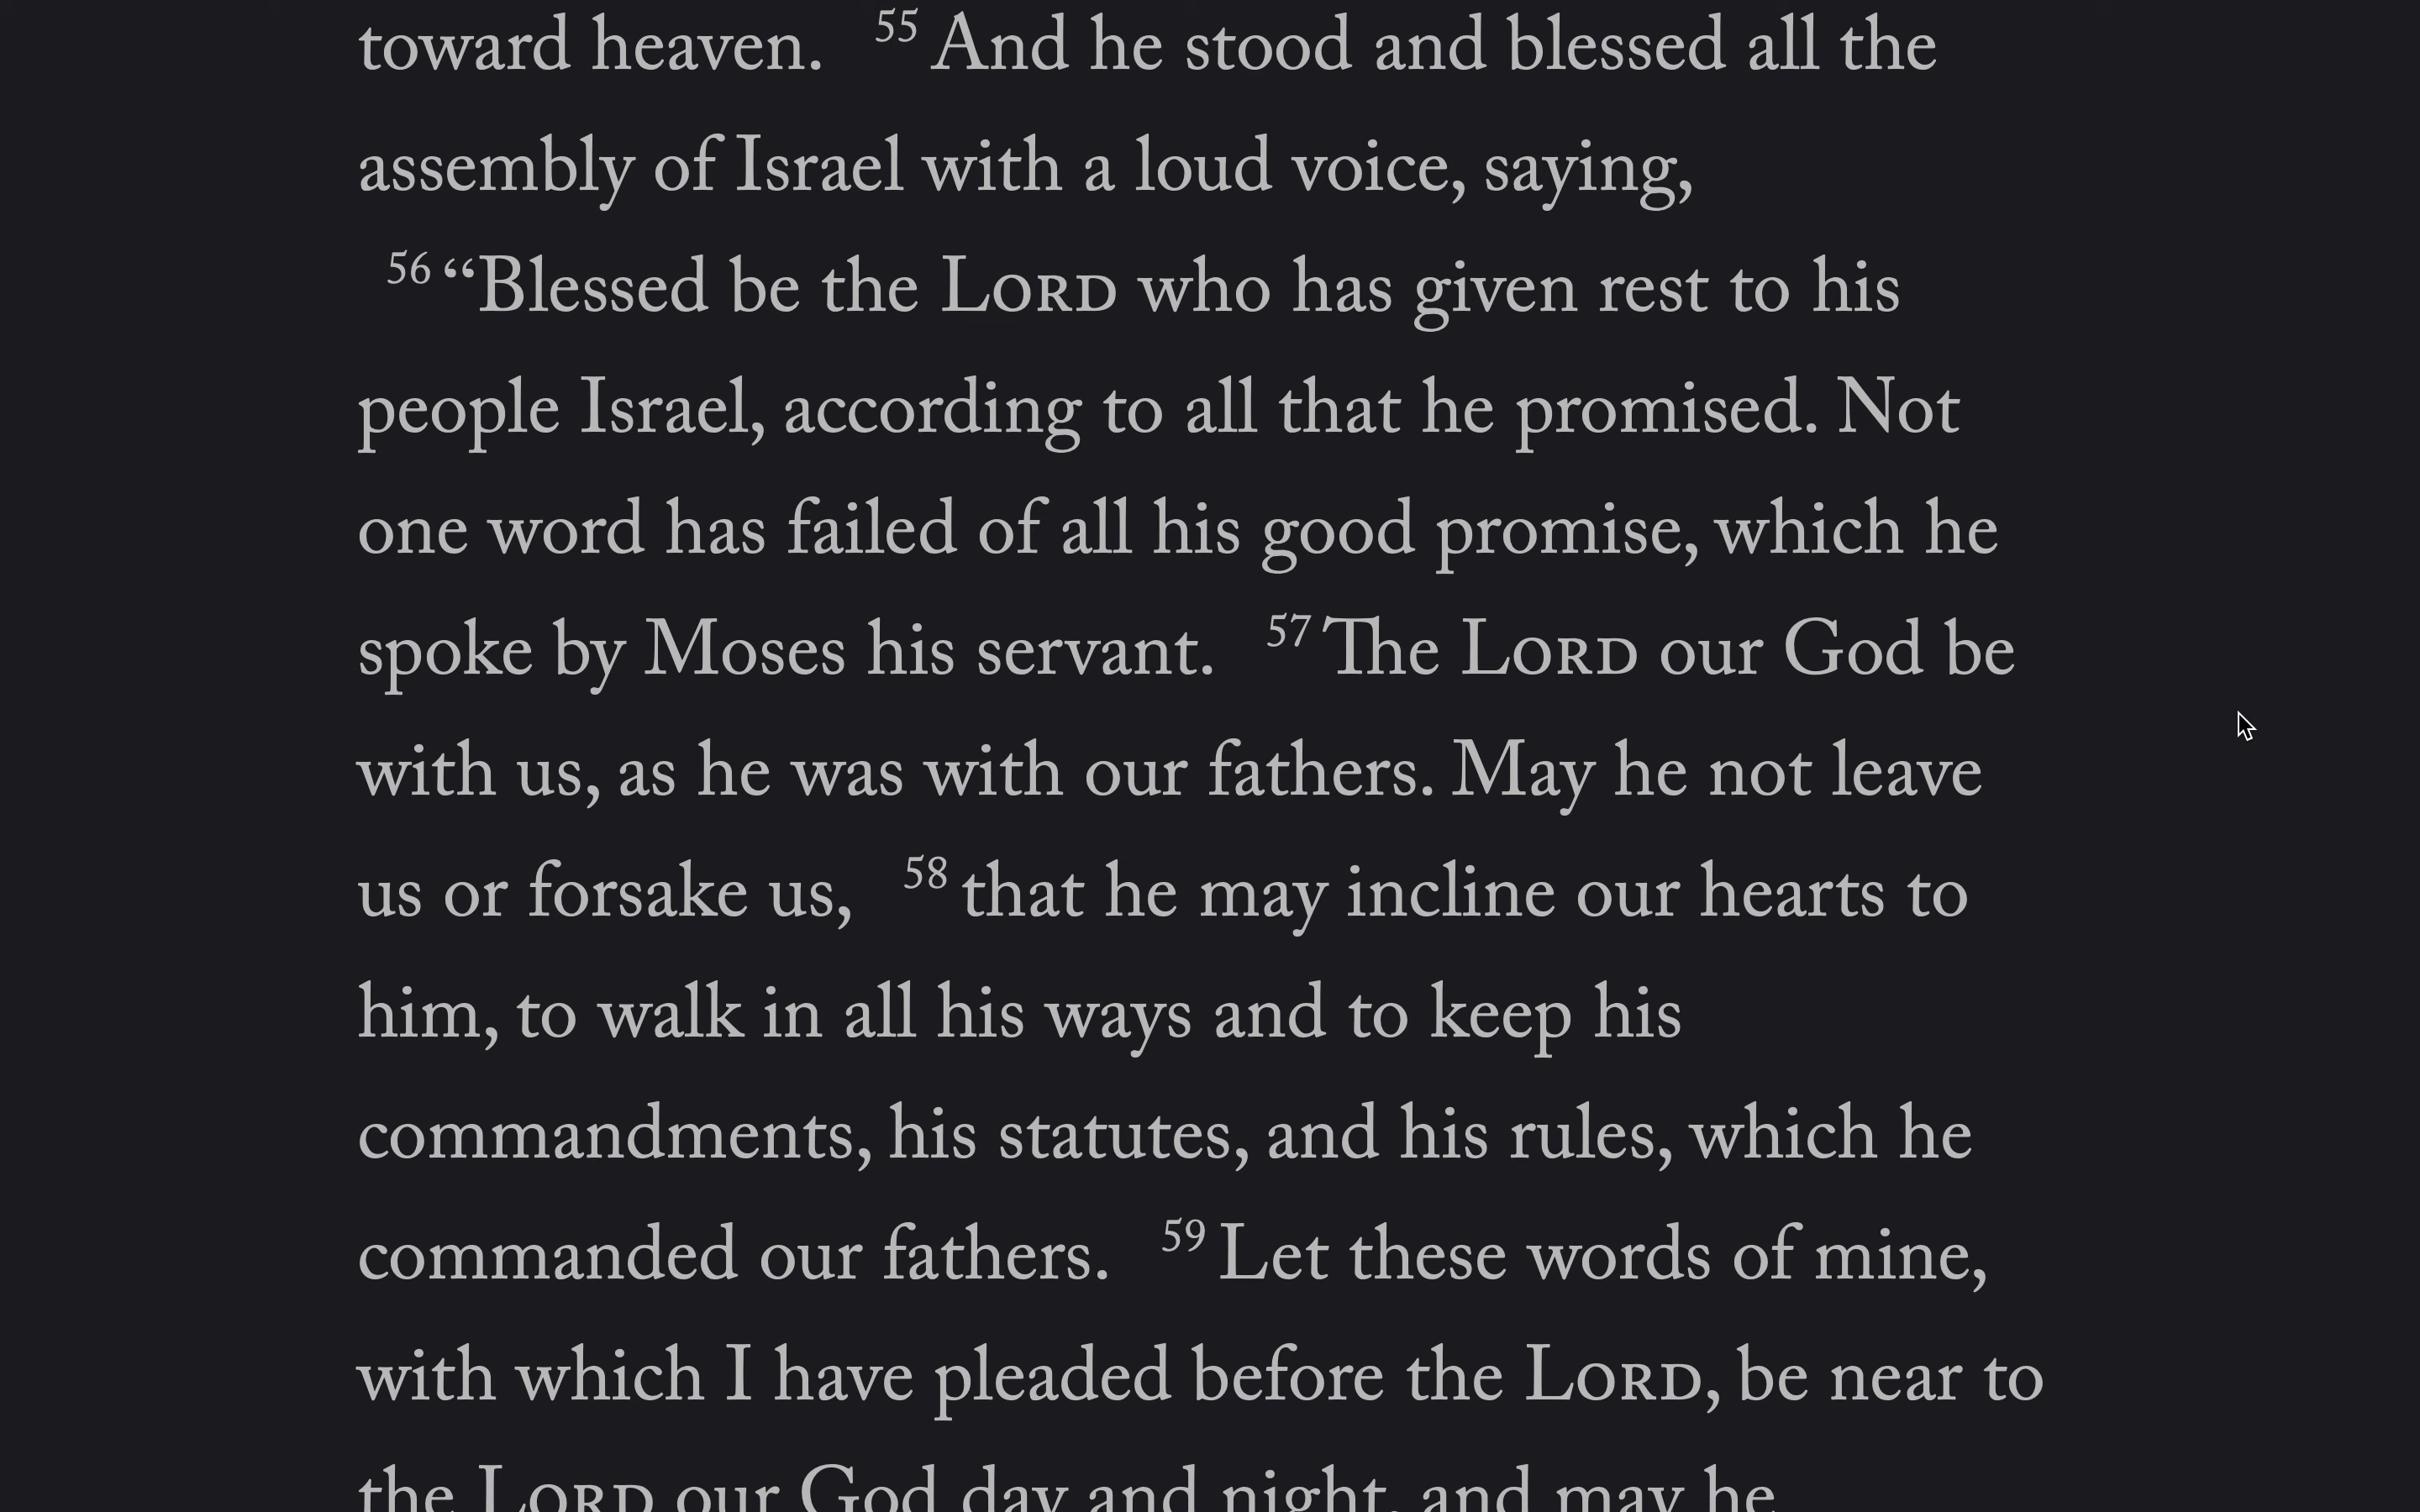 toward heaven. 55 And he stood and blessed all the
assembly of Israel with a loud voice, saying,
56 “Blessed be the LORD who has given rest to his
people Israel, according to all that he promised. Not
one word has failed of all his good promise, which he
spoke by Moses his servant. 57 The LORD our God be
with us, as he was with our fathers. May he not leave
us or forsake us, 58 that he may incline our hearts to
him, to walk in all his ways and to keep his
commandments, his statutes, and his rules, which he
commanded our fathers. 59 Let these words of mine,
with which I have pleaded before the LORD, be near to
the LORD our God day and night, and may he